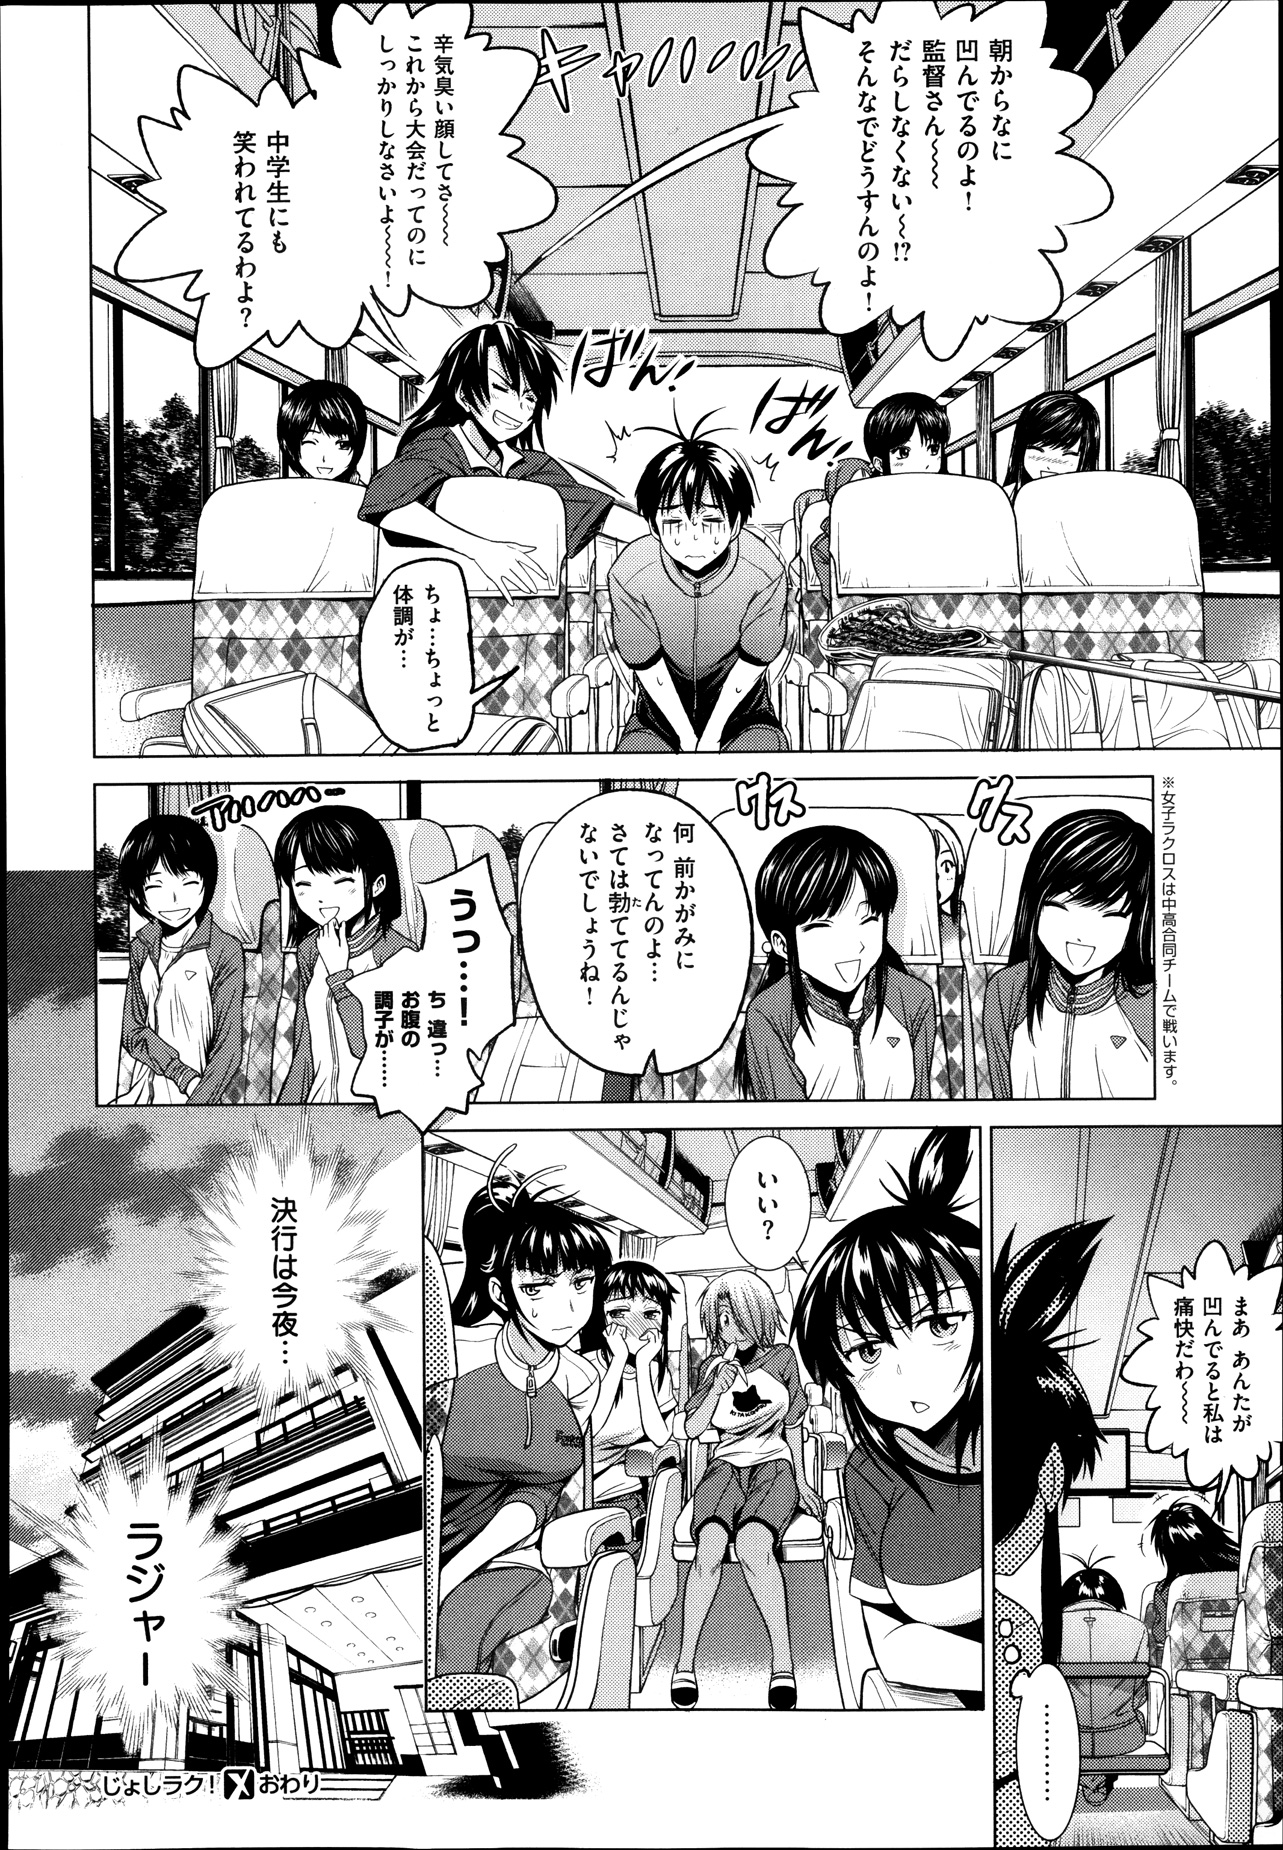 朝からなに
凹んでるのよ！
監督さん〜〜
だらしなくない〜!?
そんなでどうすんのよ！
キャハハハハハハ
辛気臭い顔してさ〜〜
これから大会だってのに
しっかりしなさいよ〜〜！
中学生にも
笑われてるわよ？
ばん！
ばん！
ちょ…ちょっと
体調が…
※女子ラクロスは中高合同チームで戦います。
クス
クス
何 前かがみに
なってんのよ…
さては勃ててるんじゃ
た
ないでしょうね！
うっ…！
ち 違っ…
お腹の
調子が……
アハハハハ…
まあ あんたが
凹んでると私は
痛快だわ〜〜
………
いい？
決行は今夜…
ラジャー
じょしラク！X おわり